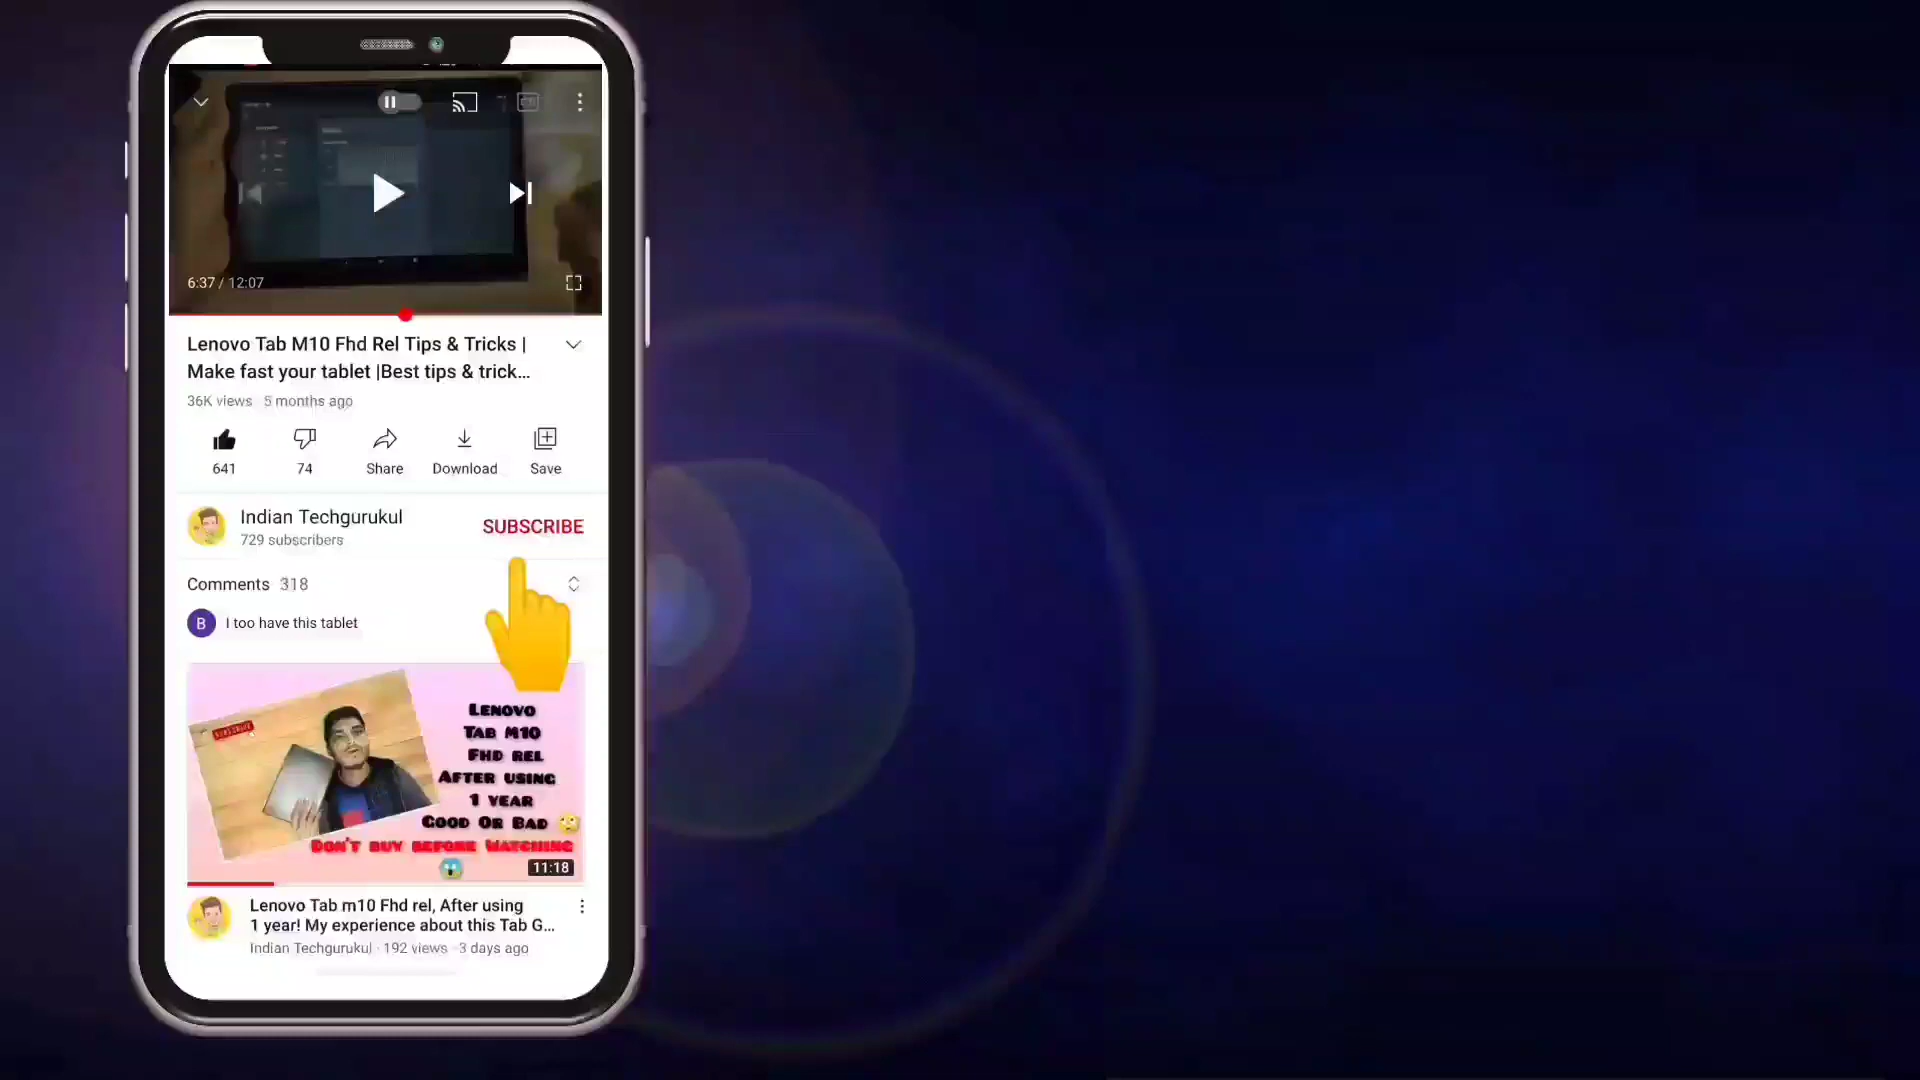 6:37 / 12:07
Lenovo Tab M10 Fhd Rel Tips & Tricks |
Make fast your tablet |Best tips & trick...
36K views 5 months ago
641
74
Share
Download
Save
Indian Techgurukul
729 subscribers
SUBSCRIBE
Comments 318
B
I too have this tablet
SUBSCRIBE
Lenovo
Tab M10
Fhd rel
After using
1 year
Good Or Bad
Don't buy before Watching
11:18
Lenovo Tab m10 Fhd rel, After using
1 year! My experience about this Tab G...
Indian Techgurukul · 192 views · 3 days ago